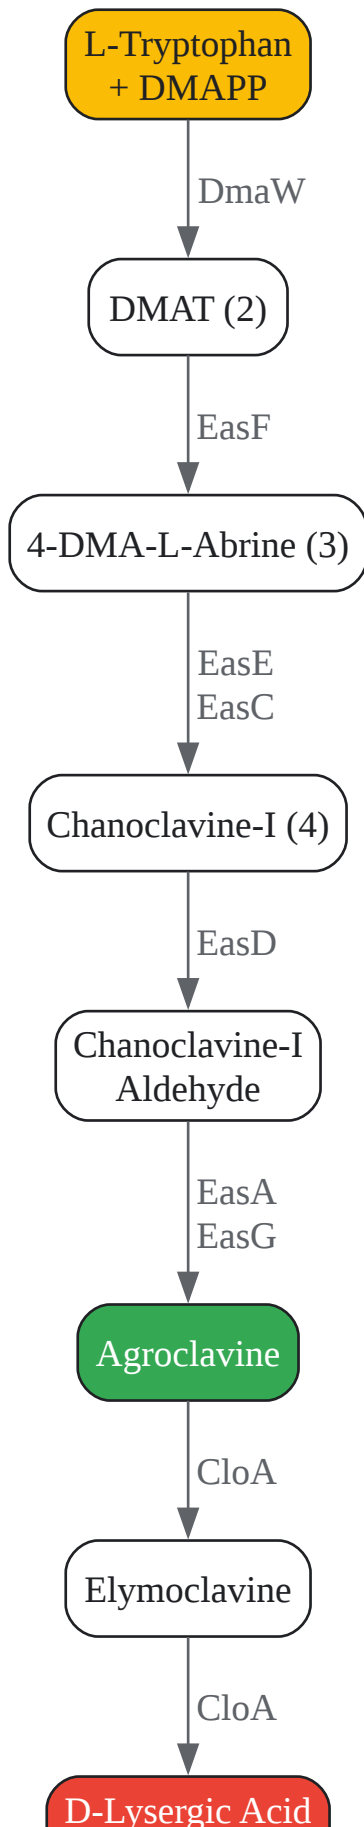 L-Tryptophan
+ DMAPP
DmaW
DMAT (2)
EasF
4-DMA-L-Abrine (3)
EasE
EasC
Chanoclavine-I (4)
EasD
Chanoclavine-I
Aldehyde
EasA
EasG
Agroclavine
CloA
Elymoclavine
CloA
D-Lysergic Acid